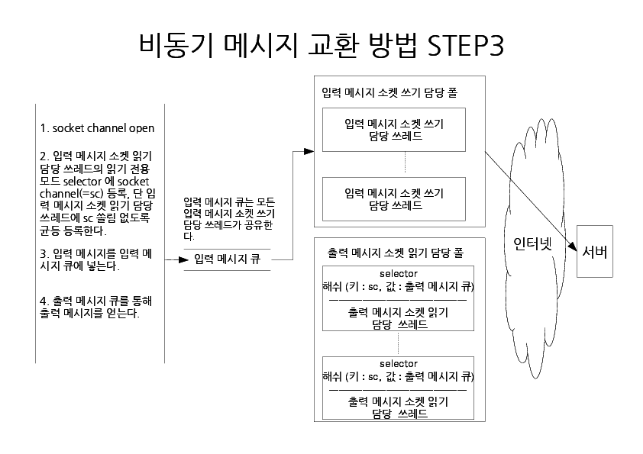 비동기 메시지 교환 방법 STEP3
1. socket channel open
2. 입력 메시지 소켓 읽기
담당 쓰레드의 읽기 전용
모드 selector 에 socket
channel(=sc) 등록, 단 입
력 메시지 소켓 읽기 담당
쓰레드에 sc 쏠림 없도록
균등 등록한다.
3. 입력 메시지를 입력 메
시지 큐에 넣는다.
4. 출력 메시지 큐를 통해
출력 메시지를 얻는다.
입력 메시지 큐는 모든
입력 메시지 소켓 쓰기
담당 쓰레드가 공유한
다.
입력 메시지 큐
입력 메시지 소켓 쓰기 담당 폴
입력 메시지 소켓 쓰기
담당 쓰레드
입력 메시지 소켓 쓰기
담당 쓰레드
출력 메시지 소켓 읽기 담당 폴
selector
해쉬 (키 : sc, 값 : 출력 메시지 큐)
출력 메시지 소켓 읽기
담당 쓰레드
selector
해쉬 (키 : sc, 값 : 출력 메시지 큐)
출력 메시지 소켓 읽기
담당 쓰레드
인터넷
서버